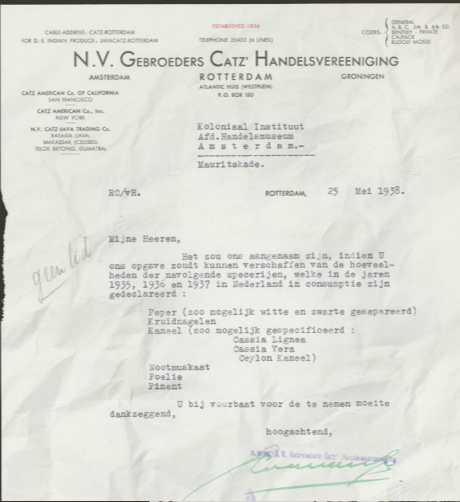 CABLE-ADDRESS: CATZ-ROTTERDAM
FOR D. E. INDIAN PRODUCE: JAVACATZ-ROTTERDAM
ESTABLISHED 1856
TELEPHONE 25402 (6 LINES)
CODES:
GENERAL
A. B. C. 5th & 6th ED.
BENTLEY - PRIVATE
CALPACK
RUDOLF MOSSE
N.V. GEBROEDERS CATZ' HANDELSVEREENIGING
AMSTERDAM
ROTTERDAM
GRONINGEN
ATLANTIC HUIS (WESTPLEIN)
P.O. BOX 180
CATZ AMERICAN Co. OF CALIFORNIA
SAN FRANCISCO
CATZ AMERICAN Co., Inc.
NEW YORK
N.V. CATZ-JAVA TRADING Co.
BATAVIA (JAVA)
MAKASSAR, (CELEBES)
TELOK BETONG, (SUMATRA)
Koloniaal Instituut
Afd.Handelsmuseum
A m s t e r d a m.-
Mauritskade.
RC/vH.
ROTTERDAM, 25 Mei 1938.
geen lid
Mijne Heeren,
Het zou ons aangenaam zijn, indien U
ons opgave zoudt kunnen verschaffen van de hoeveel-
heden der navolgende specerijen, welke in de jaren
1935, 1936 en 1937 in Nederland in consumptie zijn
gedeclareerd :
Peper (zoo mogelijk witte en zwarte gesepareerd)
Kruidnagelen
Kaneel (zoo mogelijk gespecificeerd :
Cassia Lignea
Cassia Vera
Ceylon Kaneel)
Nootmuskaat
Foelie
Piment
U bij voorbaat voor de te nemen moeite
dankzeggend,
hoogachtend,
Gebroeders Catz' Handelsvereeniging